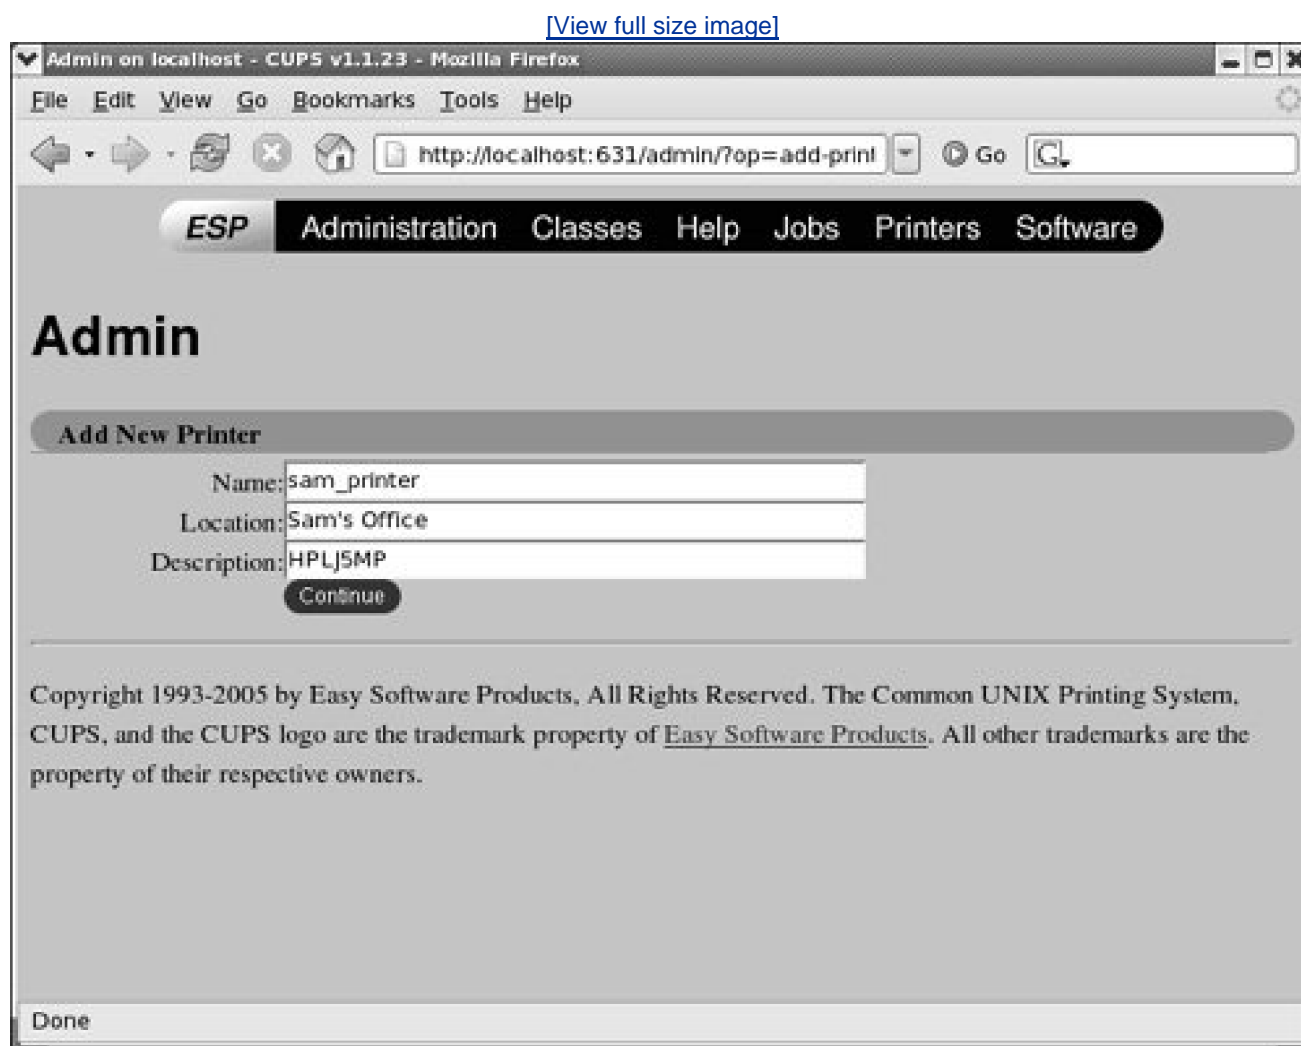 [View full size image]
Admin on localhost - CUPS v1.1.23 - Mozilla Firefox
File Edit View Go Bookmarks Tools Help
http://localhost:631/admin/?op=add-print Go G
ESP Administration Classes Help Jobs Printers Software
Admin
Add New Printer
Name: sam_printer
Location: Sam's Office
Description: HPLJ5MP
Continue
Copyright 1993-2005 by Easy Software Products, All Rights Reserved. The Common UNIX Printing System,
CUPS, and the CUPS logo are the trademark property of Easy Software Products. All other trademarks are the
property of their respective owners.
Done